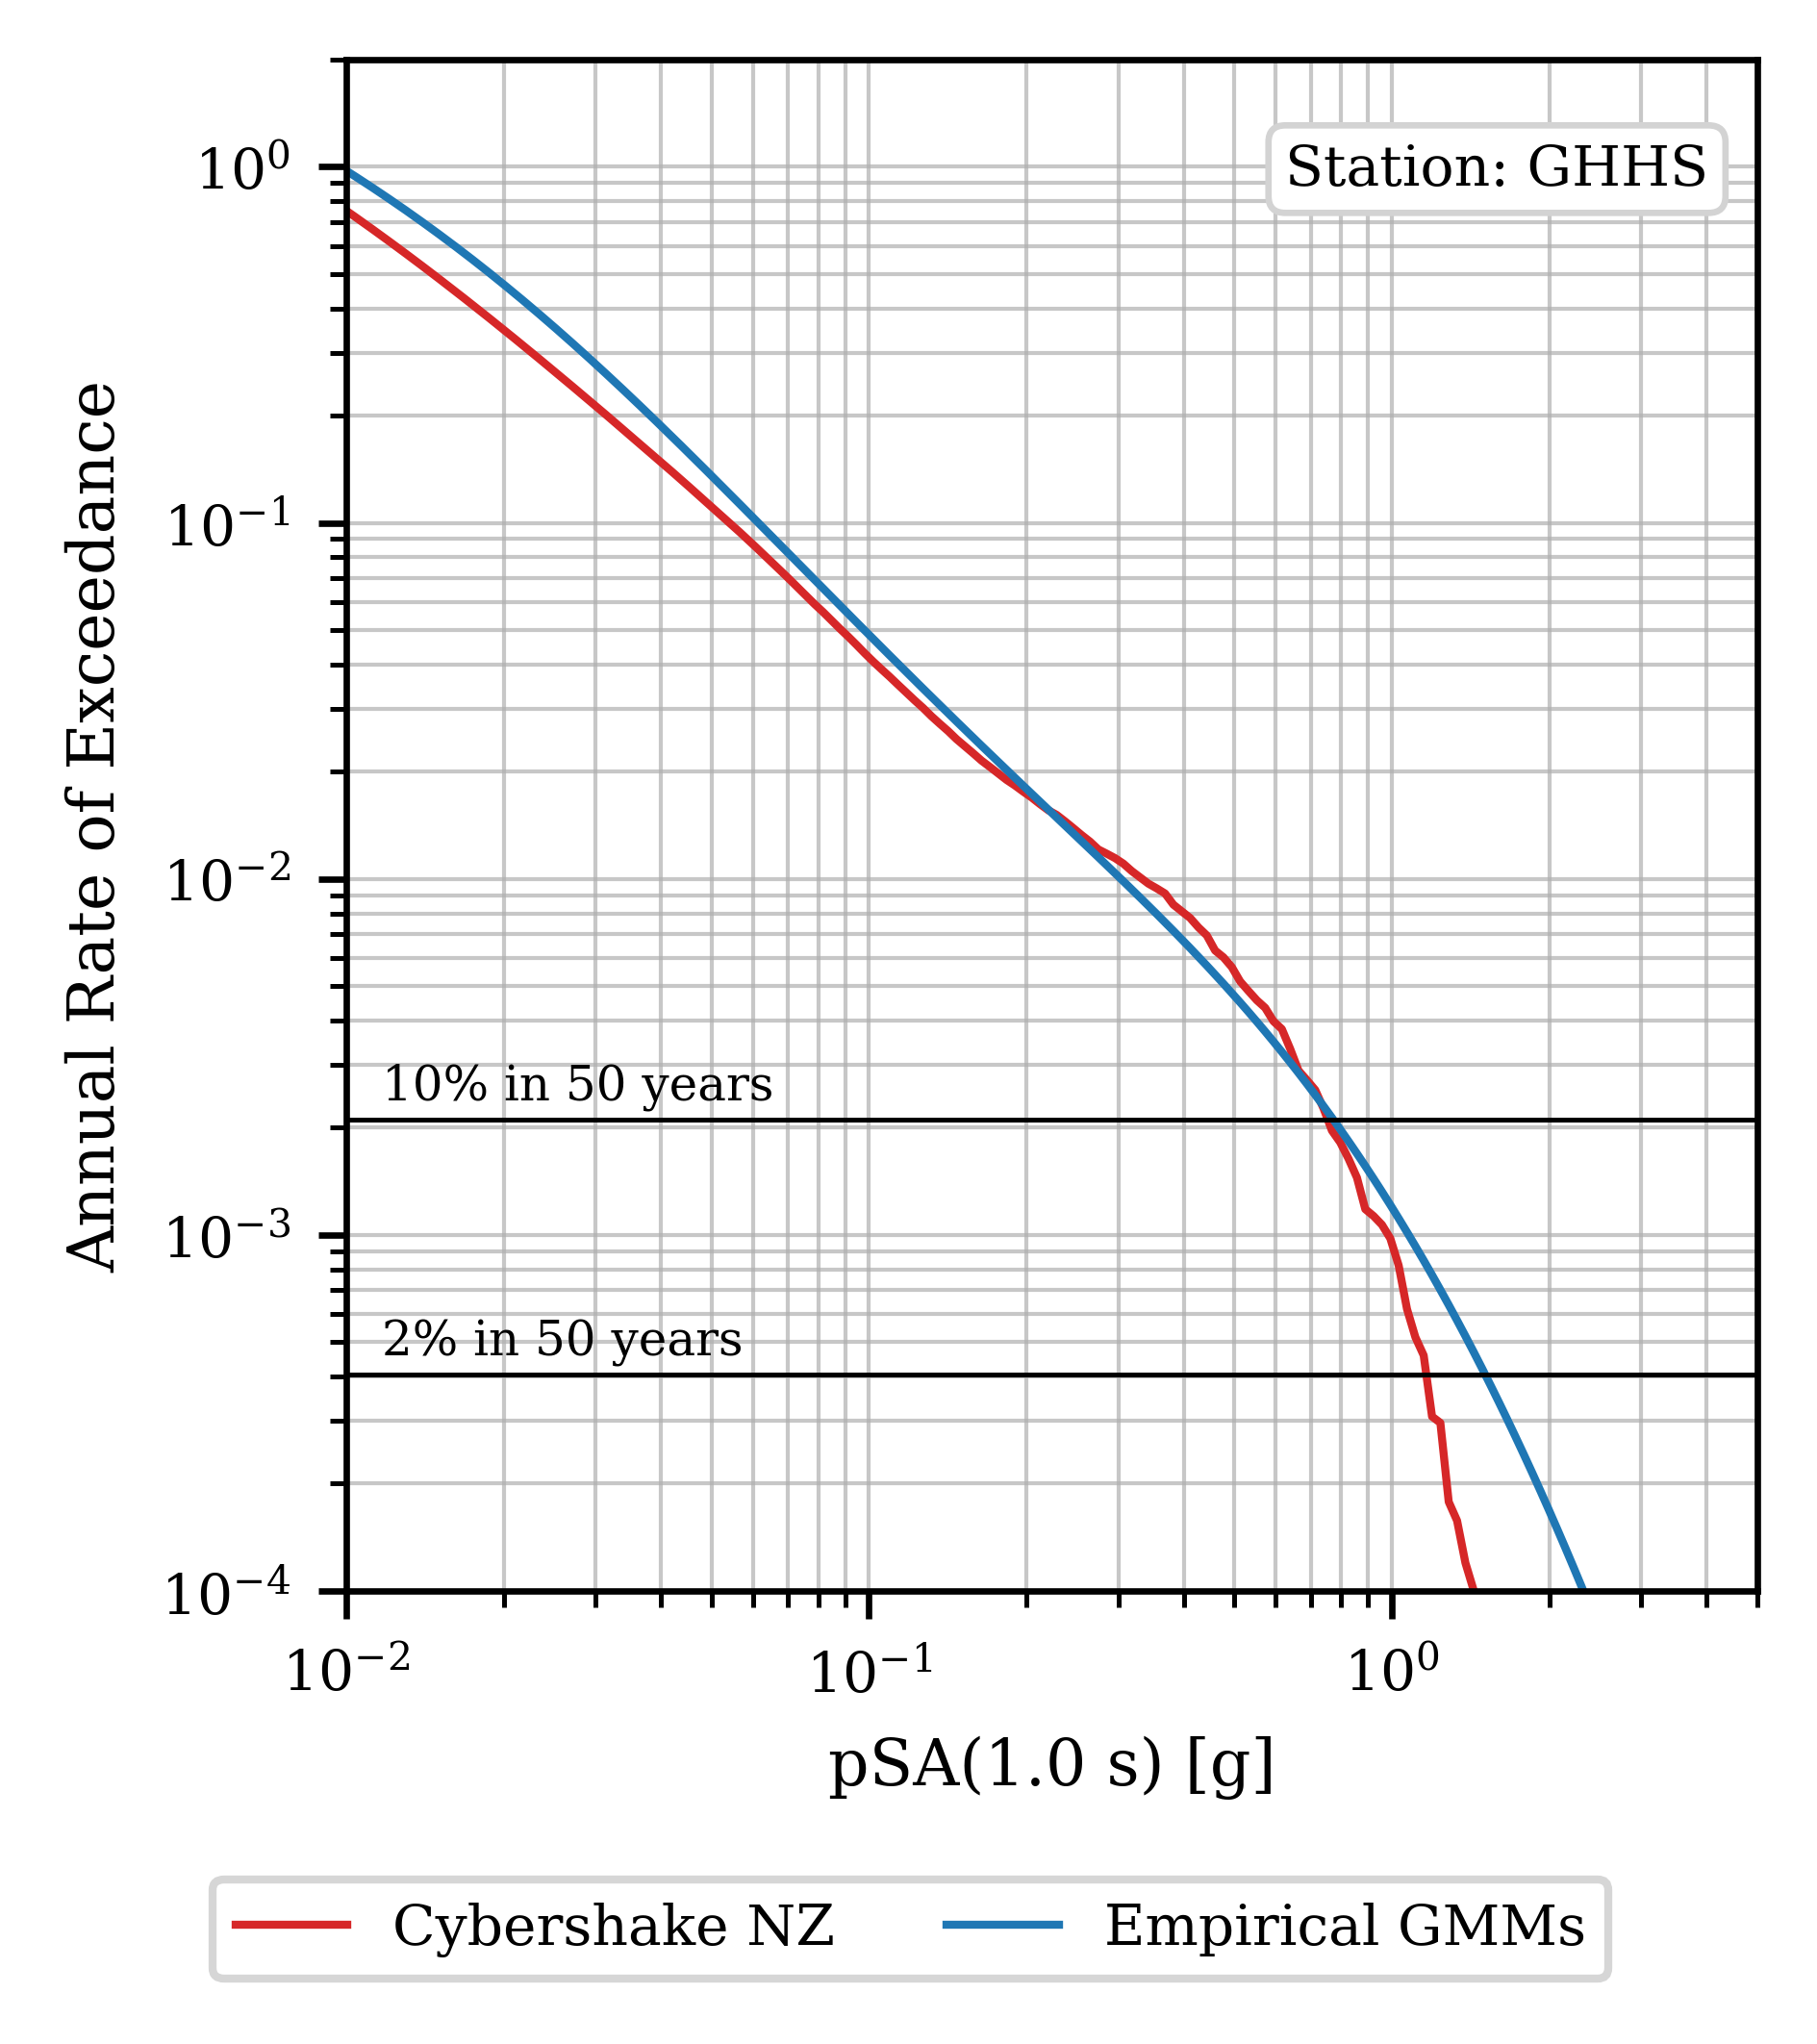 Station: GHHS
Annual Rate of Exceedance
10⁰
10⁻¹
10⁻²
10⁻³
10⁻⁴
10% in 50 years
2% in 50 years
10⁻² 10⁻¹ 10⁰
pSA(1.0 s) [g]
Cybershake NZ Empirical GMMs